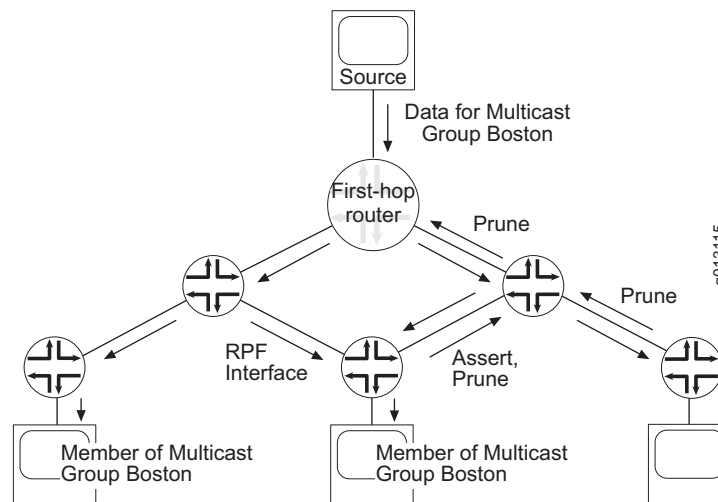 Source
Data for Multicast
Group Boston
First-hop
router
Prune
Prune
RPF
Interface
Assert,
Prune
Member of Multicast
Group Boston
Member of Multicast
Group Boston